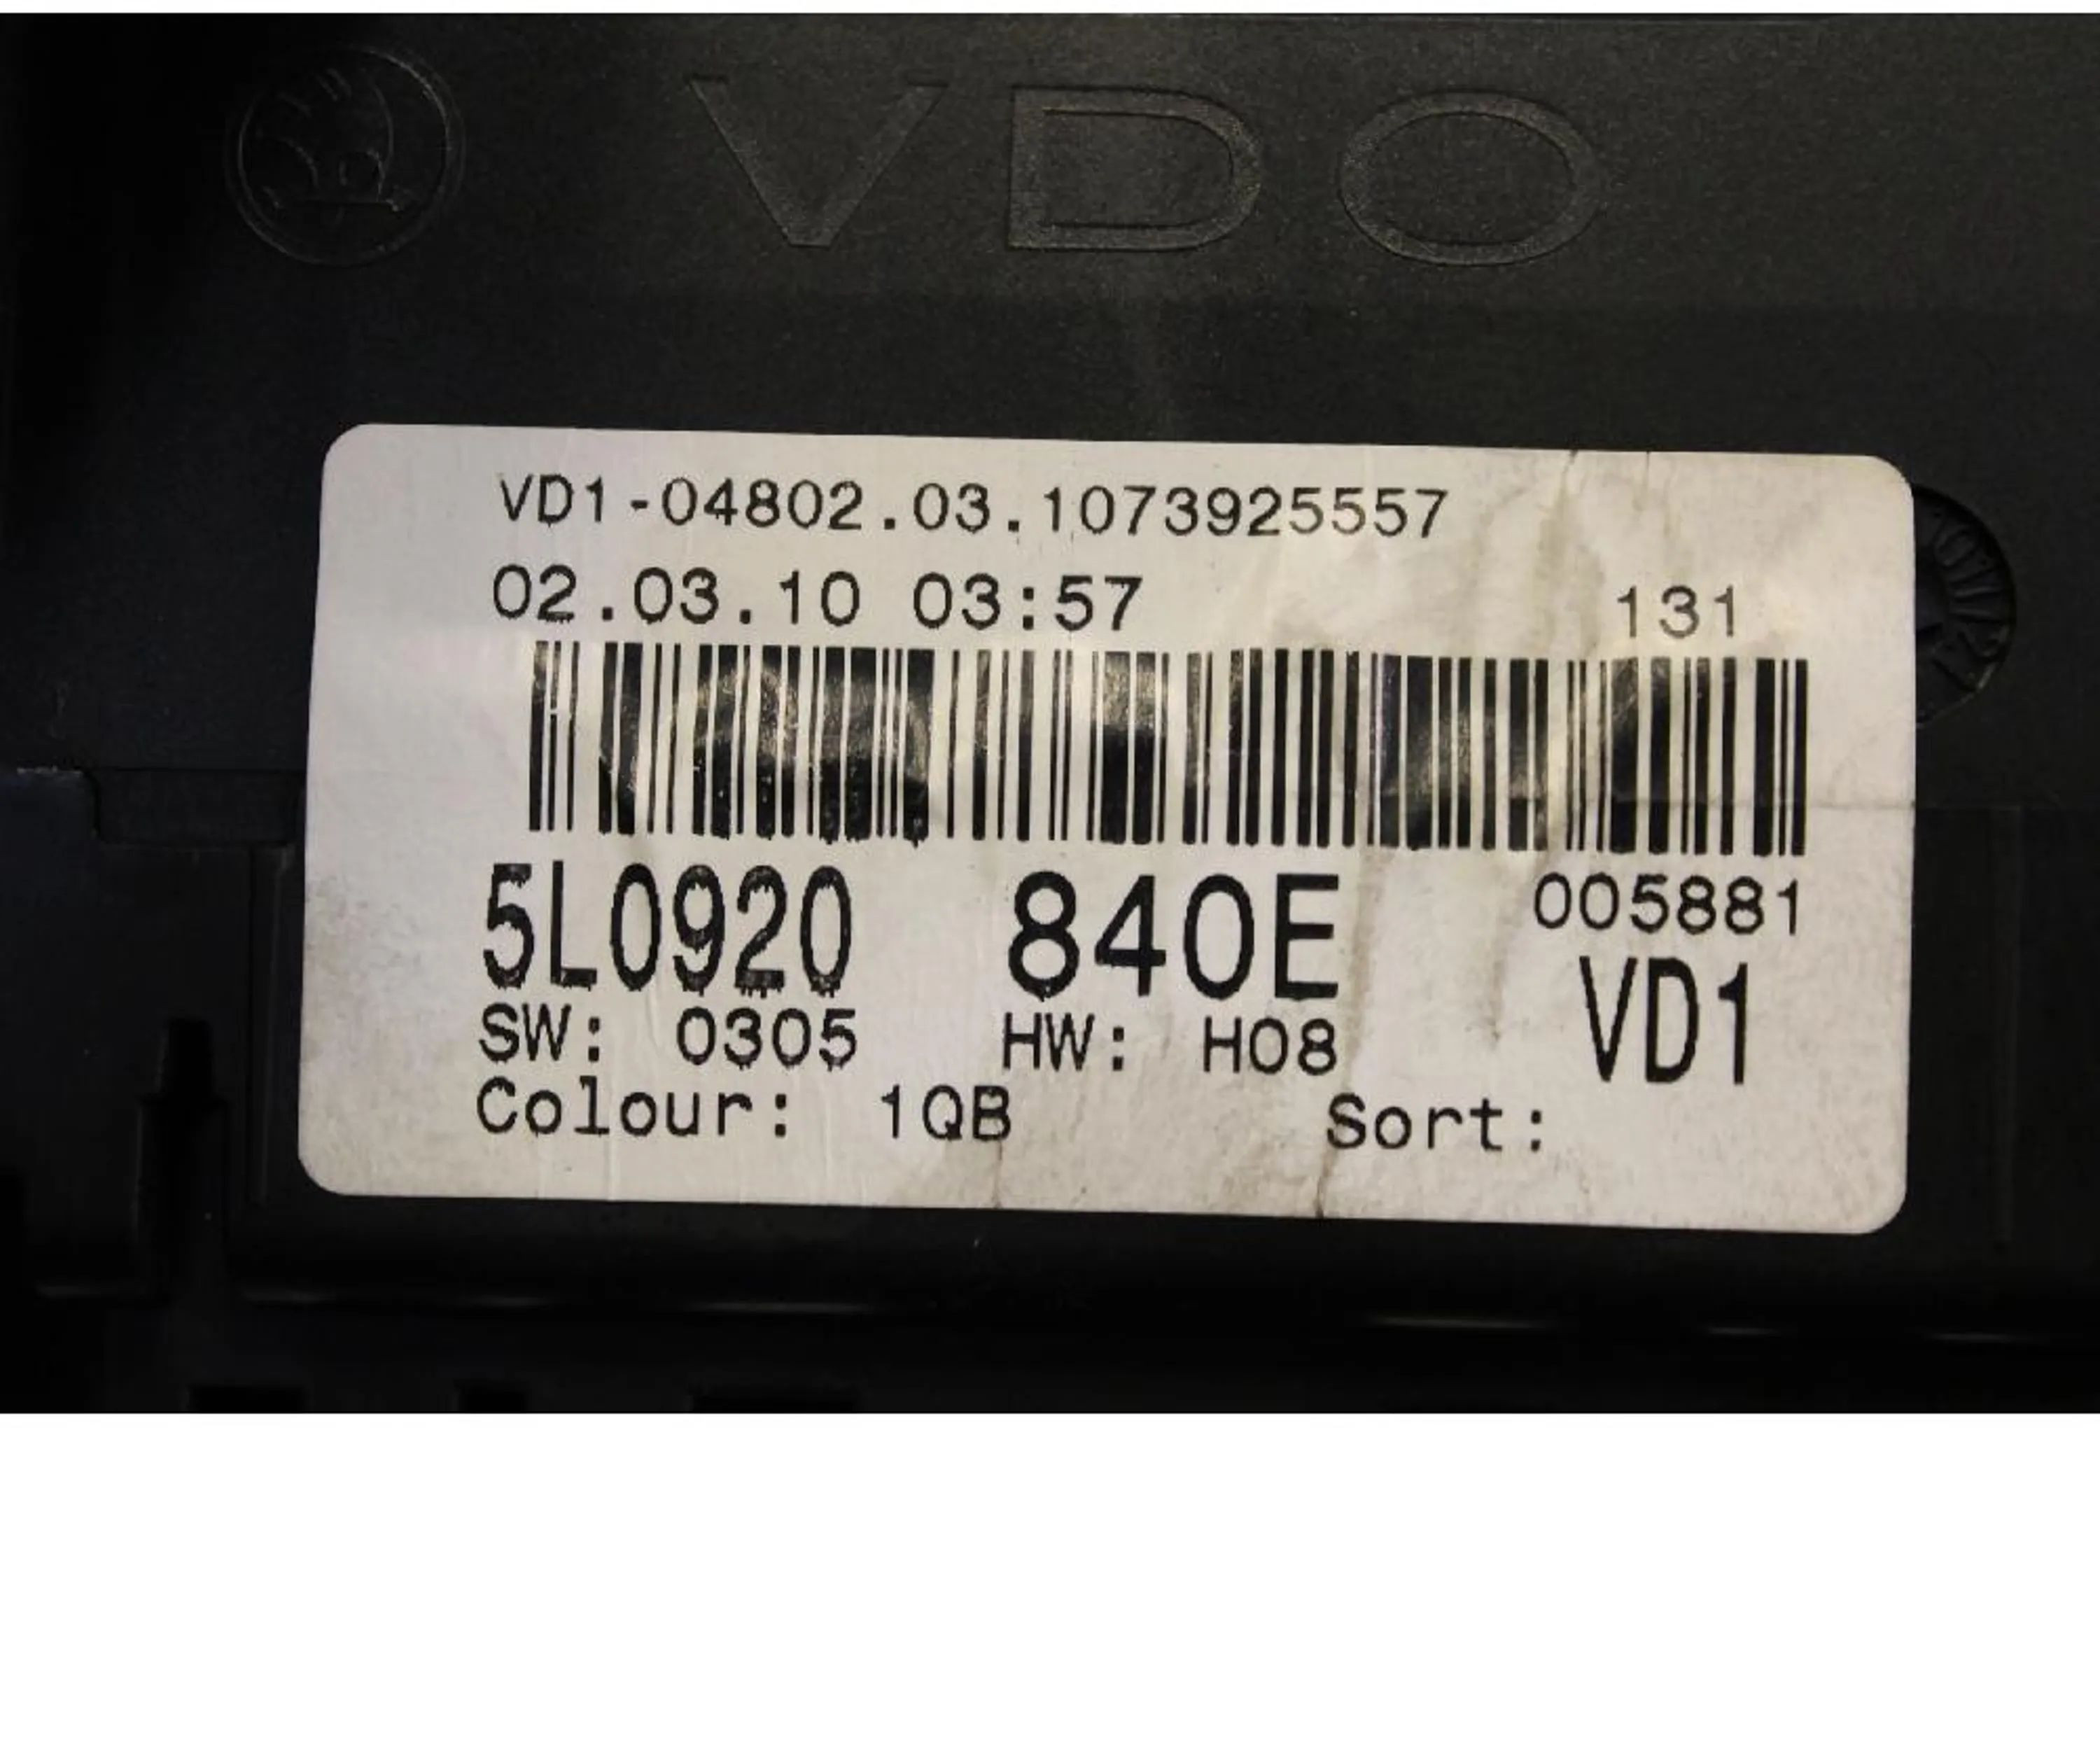 VDO
VD1-04802.03.1073925557
02.03.10 03:57 131
5L0920 840E 005881
VD1
SW: 0305 HW: H08
Colour: 1QB Sort: